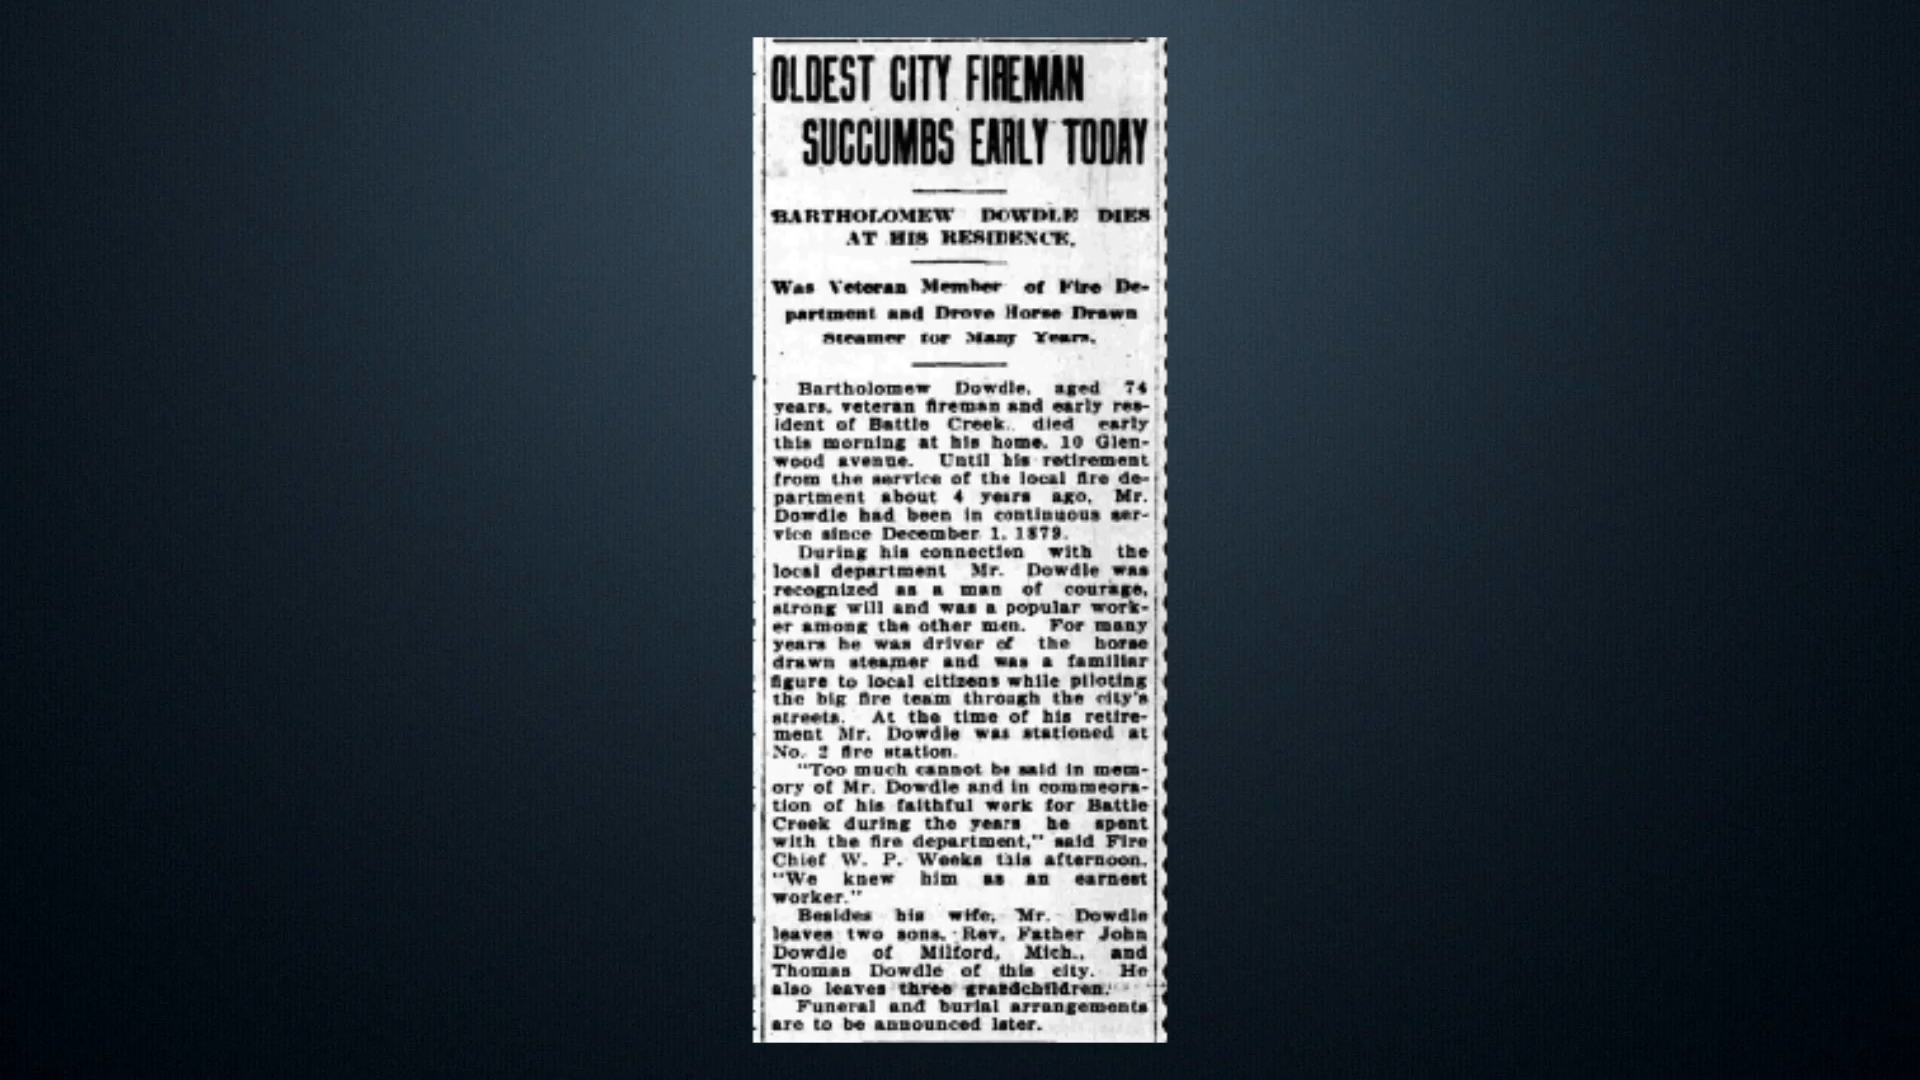 OLDEST CITY FIREMAN
SUCCUMBS EARLY TODAY
BARTHOLOMEW DOWDLE DIES
AT HIS RESIDENCE.
Was Veteran Member of Fire De-
partment and Drove Horse Drawn
Steamer for Many Years.
Bartholomew Dowdle, aged 74
years, veteran fireman and early res-
ident of Battle Creek, died early
this morning at his home, 10 Glen-
wood avenue. Until his retirement
from the service of the local fire de-
partment about 4 years ago, Mr.
Dowdle had been in continuous ser-
vice since December 1, 1879.
During his connection with the
local department Mr. Dowdle was
recognized as a man of courage,
strong will and was a popular work-
er among the other men. For many
years he was driver of the horse
drawn steamer and was a familiar
figure to local citizens while piloting
the big fire team through the city's
streets. At the time of his retire-
ment Mr. Dowdle was stationed at
No. 2 fire station.
"Too much cannot be said in mem-
ory of Mr. Dowdle and in commeora-
tion of his faithful work for Battle
Creek during the years he spent
with the fire department," said Fire
Chief W. P. Weeks this afternoon.
"We knew him as an earnest
worker."
Besides his wife, Mr. Dowdle
leaves two sons, Rev. Father John
Dowdle of Milford, Mich., and
Thomas Dowdle of this city. He
also leaves three grandchildren.
Funeral and burial arrangements
are to be announced later.